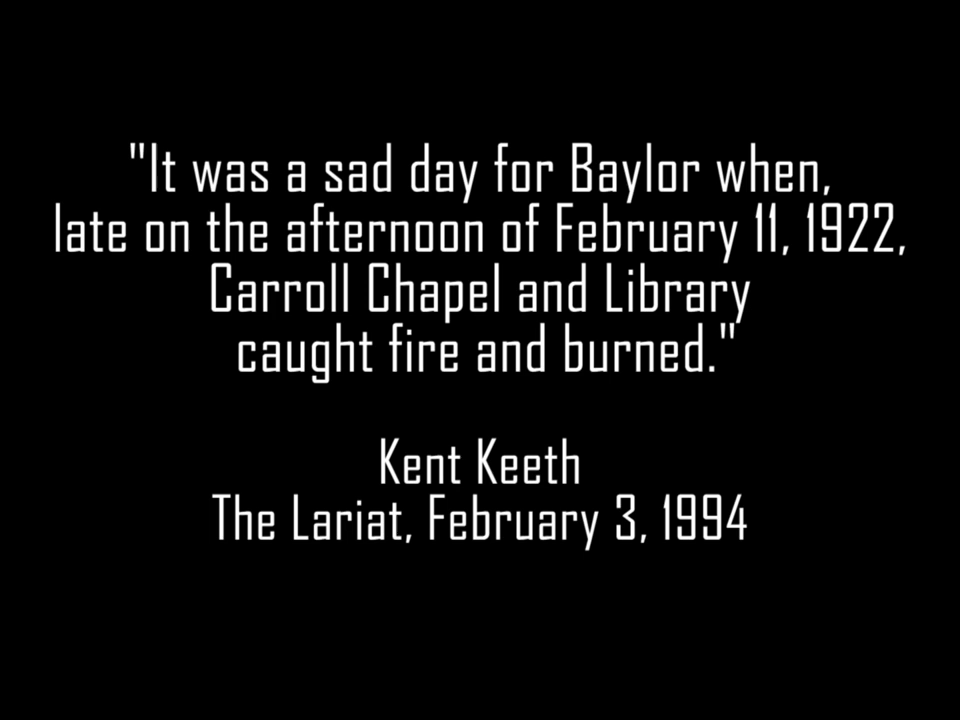 "It was a sad day for Baylor when,
late on the afternoon of February 11, 1922,
Carroll Chapel and Library
caught fire and burned."
Kent Keeth
The Lariat, February 3, 1994